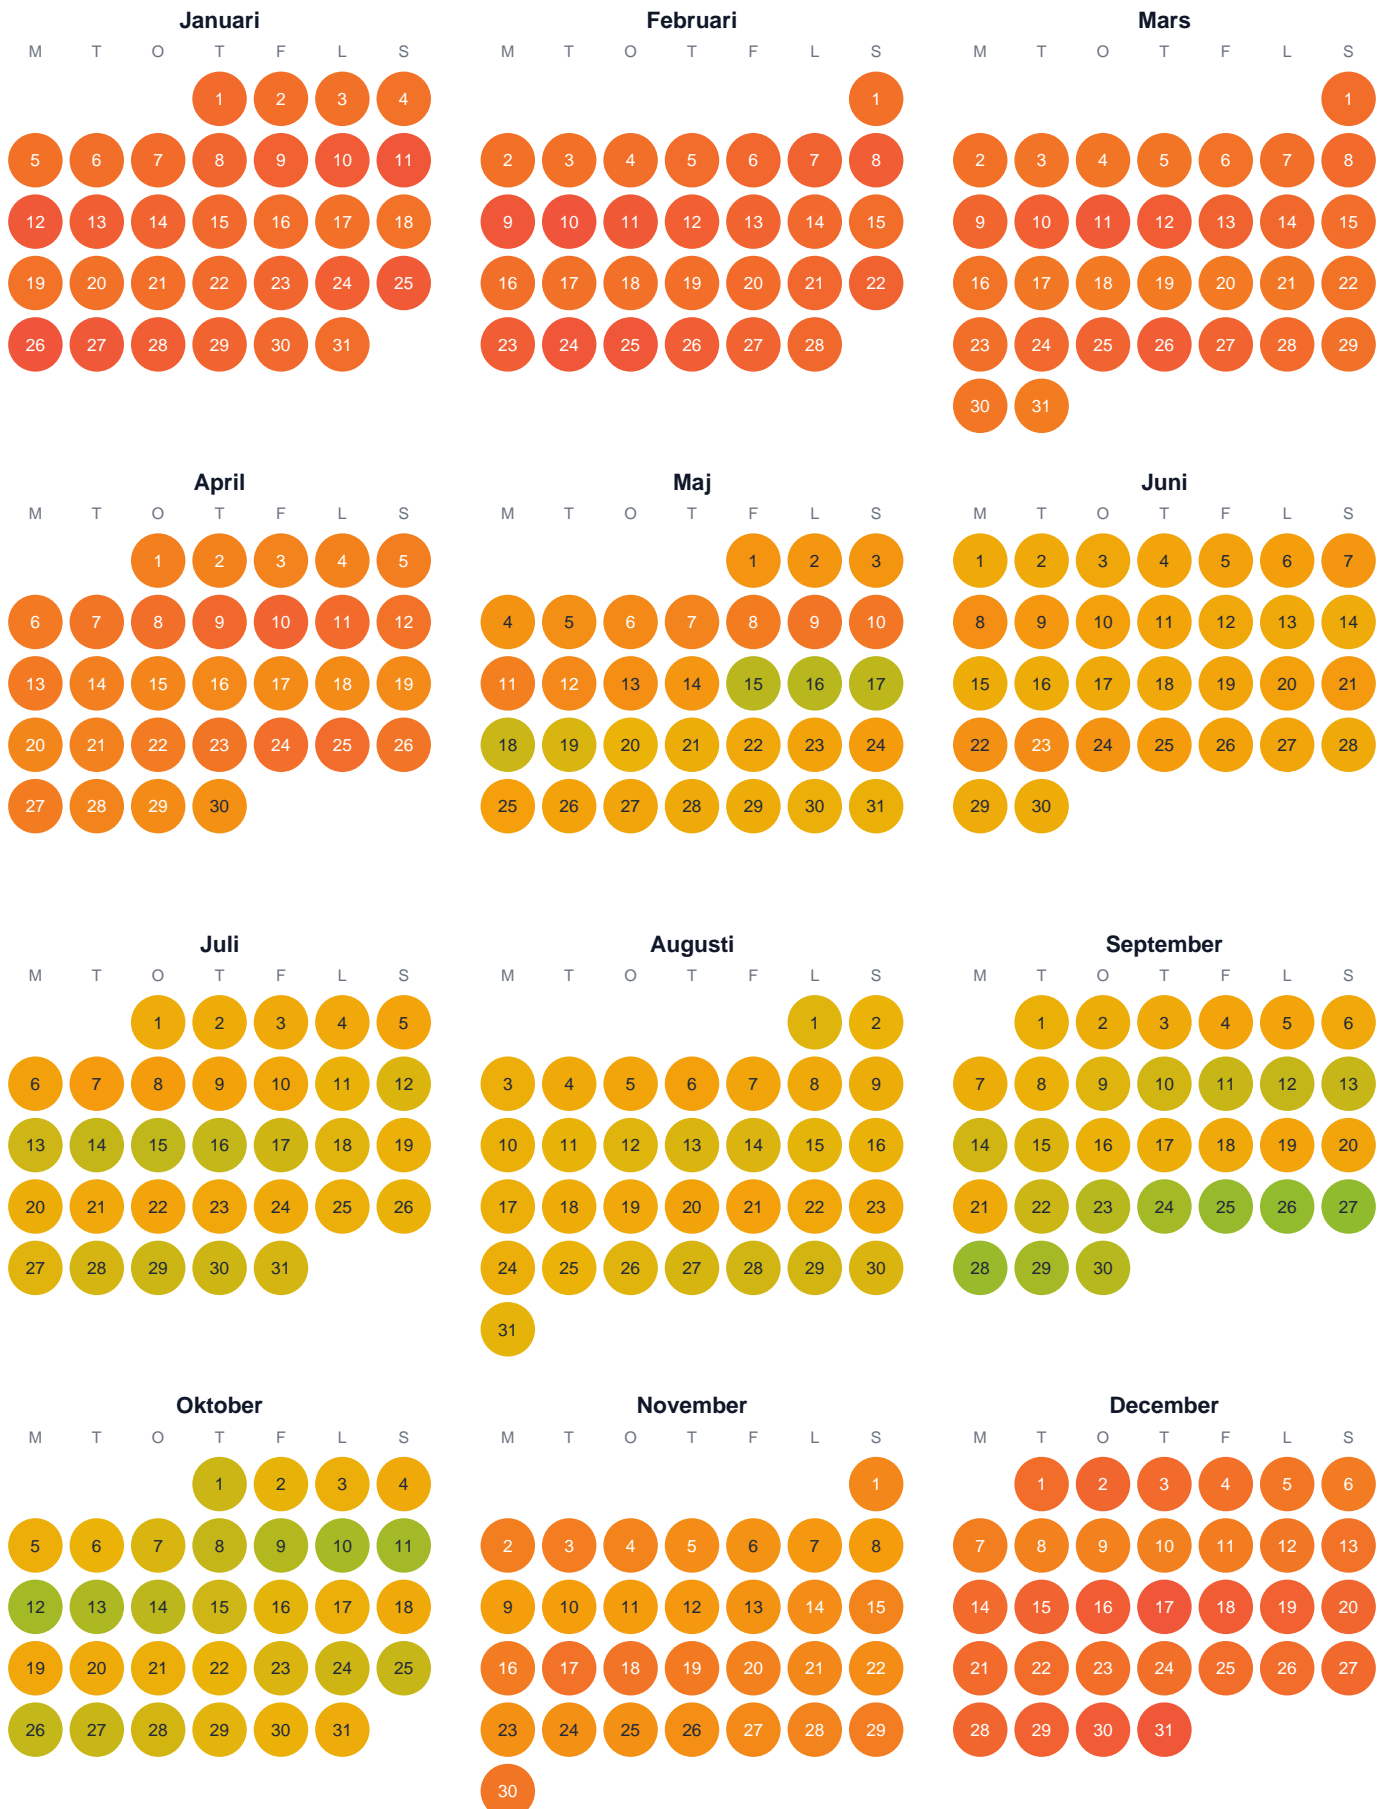 Januari Februari Mars
M T O T F L S M T O T F L S M T O T F L S
1 2 3 4 1 1
5 6 7 8 9 10 11 2 3 4 5 6 7 8 2 3 4 5 6 7 8
12 13 14 15 16 17 18 9 10 11 12 13 14 15 9 10 11 12 13 14 15
19 20 21 22 23 24 25 16 17 18 19 20 21 22 16 17 18 19 20 21 22
26 27 28 29 30 31 23 24 25 26 27 28 23 24 25 26 27 28 29
30 31
April Maj Juni
M T O T F L S M T O T F L S M T O T F L S
1 2 3 4 5 1 2 3 1 2 3 4 5 6 7
6 7 8 9 10 11 12 4 5 6 7 8 9 10 8 9 10 11 12 13 14
13 14 15 16 17 18 19 11 12 13 14 15 16 17 15 16 17 18 19 20 21
20 21 22 23 24 25 26 18 19 20 21 22 23 24 22 23 24 25 26 27 28
27 28 29 30 25 26 27 28 29 30 31 29 30
Juli Augusti September
M T O T F L S M T O T F L S M T O T F L S
1 2 3 4 5 1 2 1 2 3 4 5 6
6 7 8 9 10 11 12 3 4 5 6 7 8 9 7 8 9 10 11 12 13
13 14 15 16 17 18 19 10 11 12 13 14 15 16 14 15 16 17 18 19 20
20 21 22 23 24 25 26 17 18 19 20 21 22 23 21 22 23 24 25 26 27
27 28 29 30 31 24 25 26 27 28 29 30 28 29 30
31
Oktober November December
M T O T F L S M T O T F L S M T O T F L S
1 2 3 4 1 1 2 3 4 5 6
5 6 7 8 9 10 11 2 3 4 5 6 7 8 7 8 9 10 11 12 13
12 13 14 15 16 17 18 9 10 11 12 13 14 15 14 15 16 17 18 19 20
19 20 21 22 23 24 25 16 17 18 19 20 21 22 21 22 23 24 25 26 27
26 27 28 29 30 31 23 24 25 26 27 28 29 28 29 30 31
30